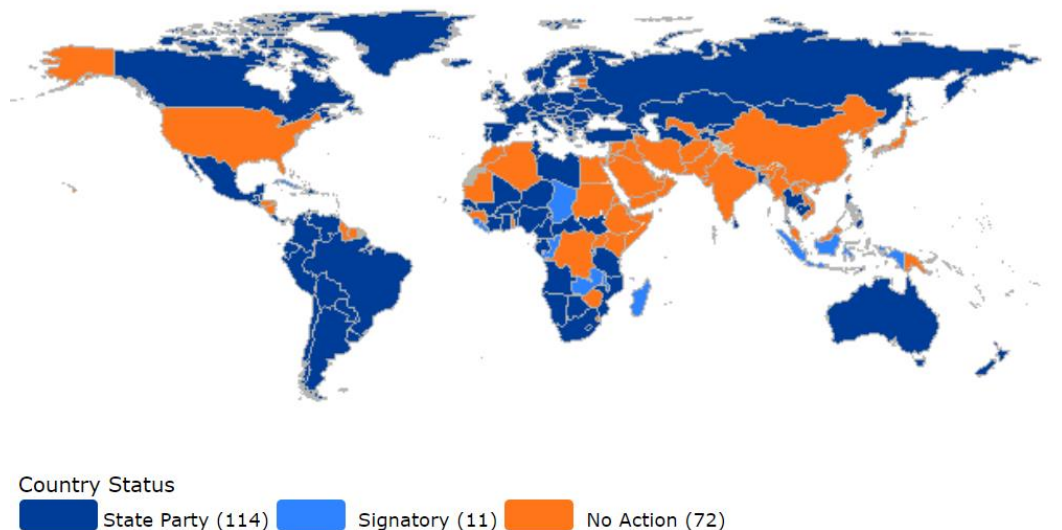 Country Status
State Party (114) Signatory (11) No Action (72)